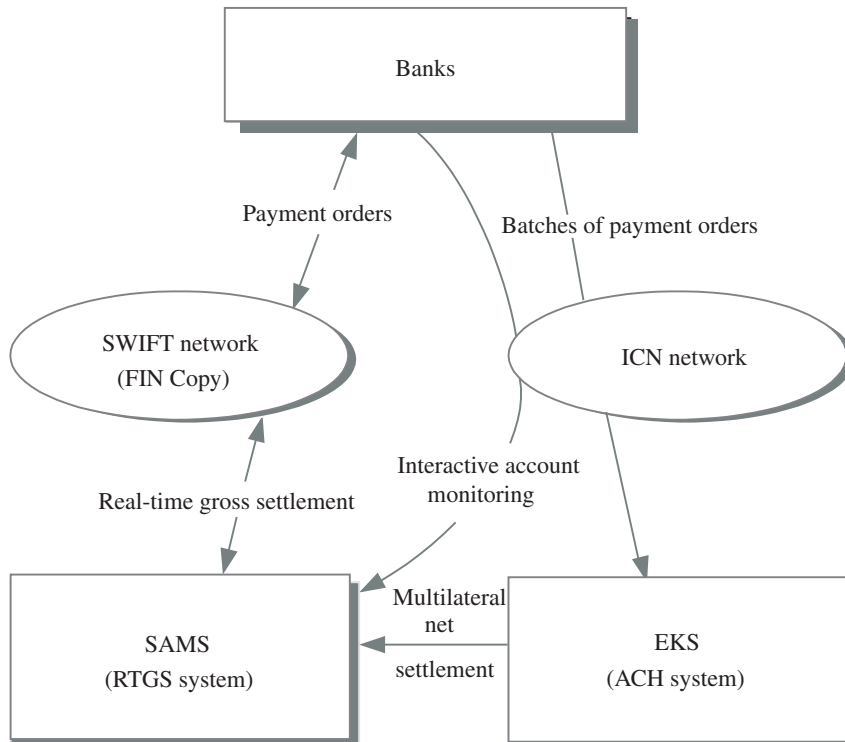 Banks
Payment orders
Batches of payment orders
SWIFT network
(FIN Copy)
ICN network
Interactive account
monitoring
Real-time gross settlement
Multilateral
net
settlement
SAMS
(RTGS system)
EKS
(ACH system)